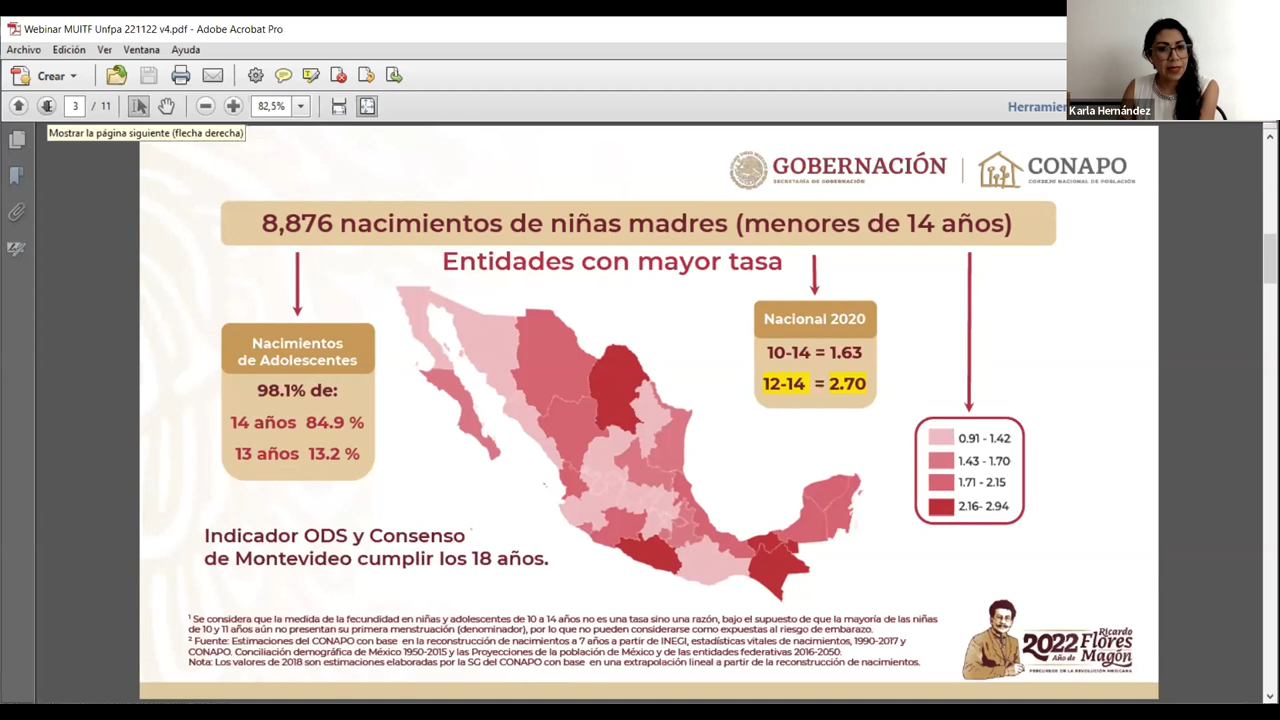 Webinar MUITF Unfpa 221122 v4.pdf - Adobe Acrobat Pro
Archivo Edición Ver Ventana Ayuda
Crear
3 / 11
82,5%
Herramien
Mostrar la página siguiente (flecha derecha)
Karla Hernández
GOBERNACIÓN
SECRETARÍA DE GOBERNACIÓN
CONAPO
CONSEJO NACIONAL DE POBLACIÓN
8,876 nacimientos de niñas madres (menores de 14 años)
Entidades con mayor tasa
Nacimientos
de Adolescentes
98.1% de:
14 años 84.9 %
13 años 13.2 %
Nacional 2020
10-14 = 1.63
12-14 = 2.70
0.91 - 1.42
1.43 - 1.70
1.71 - 2.15
2.16- 2.94
Indicador ODS y Consenso
de Montevideo cumplir los 18 años.
¹ Se considera que la medida de la fecundidad en niñas y adolescentes de 10 a 14 años no es una tasa sino una razón, bajo el supuesto de que la mayoría de las niñas
de 10 y 11 años aún no presentan su primera menstruación (denominador), por lo que no pueden considerarse como expuestas al riesgo de embarazo.
² Fuente: Estimaciones del CONAPO con base en la reconstrucción de nacimientos a 7 años a partir de INEGI, estadísticas vitales de nacimientos, 1990-2017 y
CONAPO. Conciliación demográfica de México 1950-2015 y las Proyecciones de la población de México y de las entidades federativas 2016-2050.
Nota: Los valores de 2018 son estimaciones elaboradas por la SG del CONAPO con base en una extrapolación lineal a partir de la reconstrucción de nacimientos.
2022 Año de
Ricardo
Flores
Magón
PRECURSOR DE LA REVOLUCIÓN MEXICANA